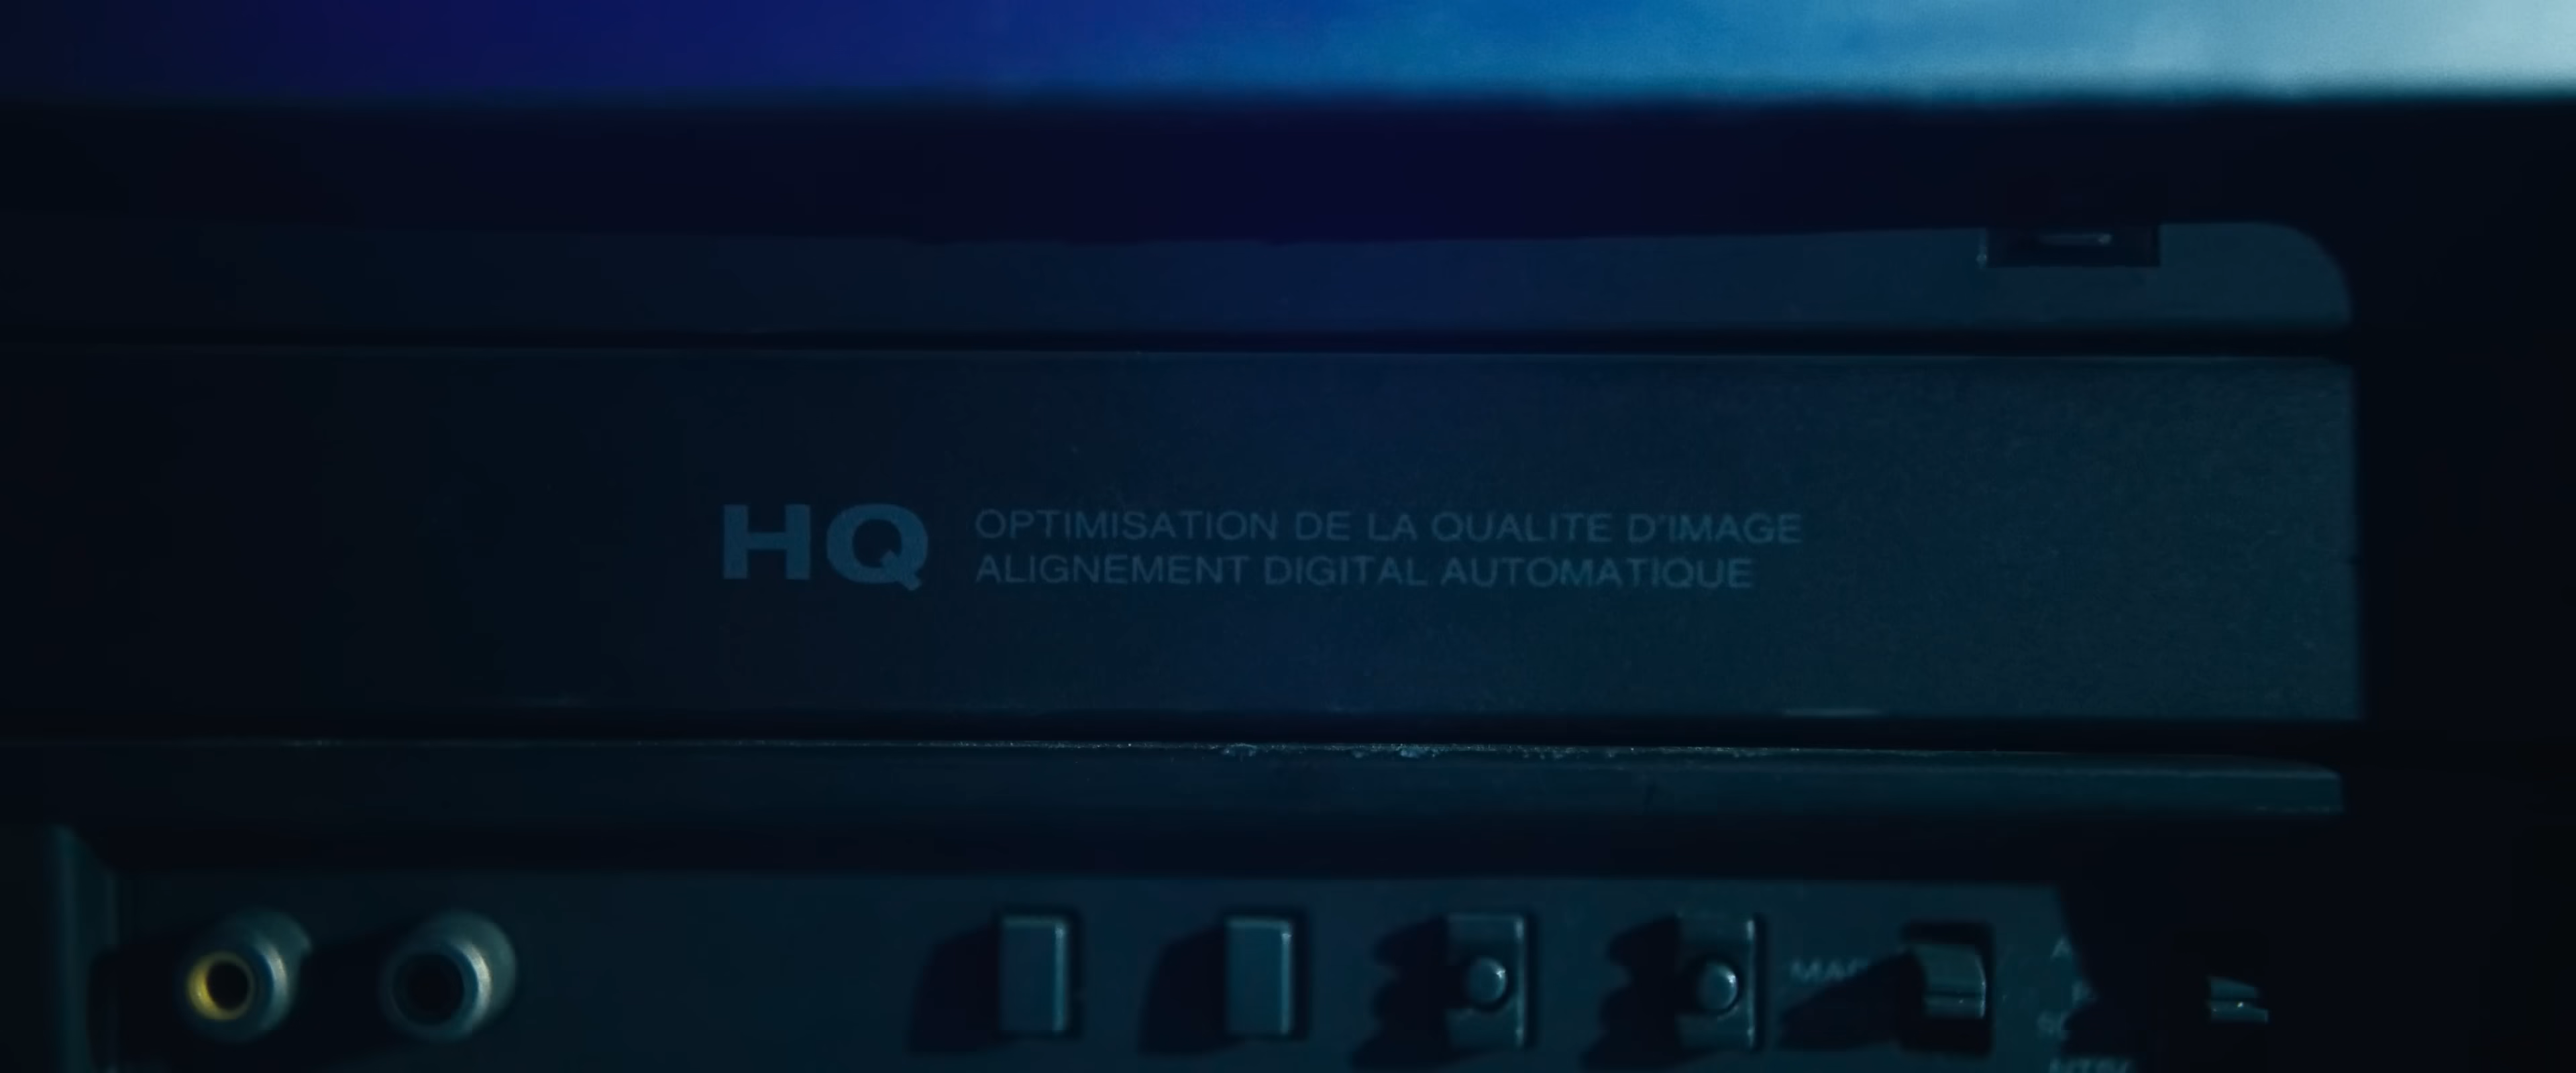 HQ
OPTIMISATION DE LA QUALITE D'IMAGE
ALIGNEMENT DIGITAL AUTOMATIQUE